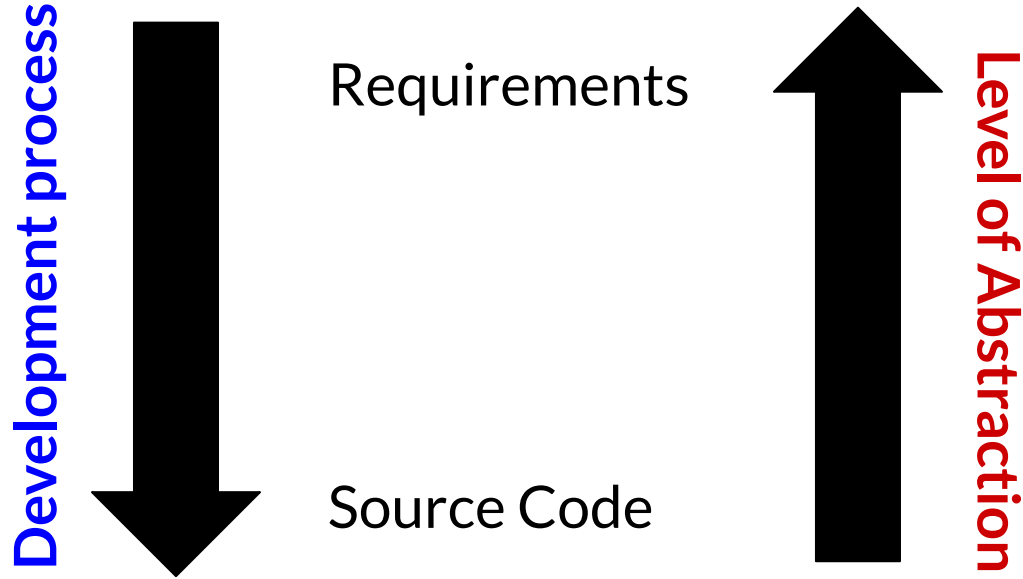 Development process
Requirements
Source Code
Level of Abstraction